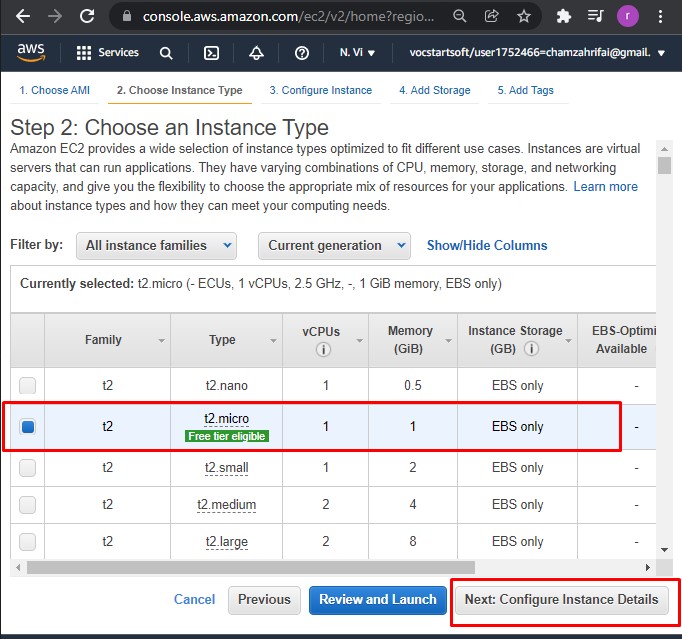 console.aws.amazon.com/ec2/v2/home?regio...
r
aws
Services
N. Vi
vocstartsoft/user1752466=chamzahrifai@gmail.
1. Choose AMI
2. Choose Instance Type
3. Configure Instance
4. Add Storage
5. Add Tags
Step 2: Choose an Instance Type
Amazon EC2 provides a wide selection of instance types optimized to fit different use cases. Instances are virtual
servers that can run applications. They have varying combinations of CPU, memory, storage, and networking
capacity, and give you the flexibility to choose the appropriate mix of resources for your applications. Learn more
about instance types and how they can meet your computing needs.
Filter by: All instance families Current generation Show/Hide Columns
Currently selected: t2.micro (- ECUs, 1 vCPUs, 2.5 GHz, -, 1 GiB memory, EBS only)
Family Type vCPUs Memory (GiB) Instance Storage (GB) EBS-Optimi Available
t2 t2.nano 1 0.5 EBS only -
t2 t2.micro Free tier eligible 1 1 EBS only -
t2 t2.small 1 2 EBS only -
t2 t2.medium 2 4 EBS only -
t2 t2.large 2 8 EBS only -
Cancel Previous Review and Launch Next: Configure Instance Details